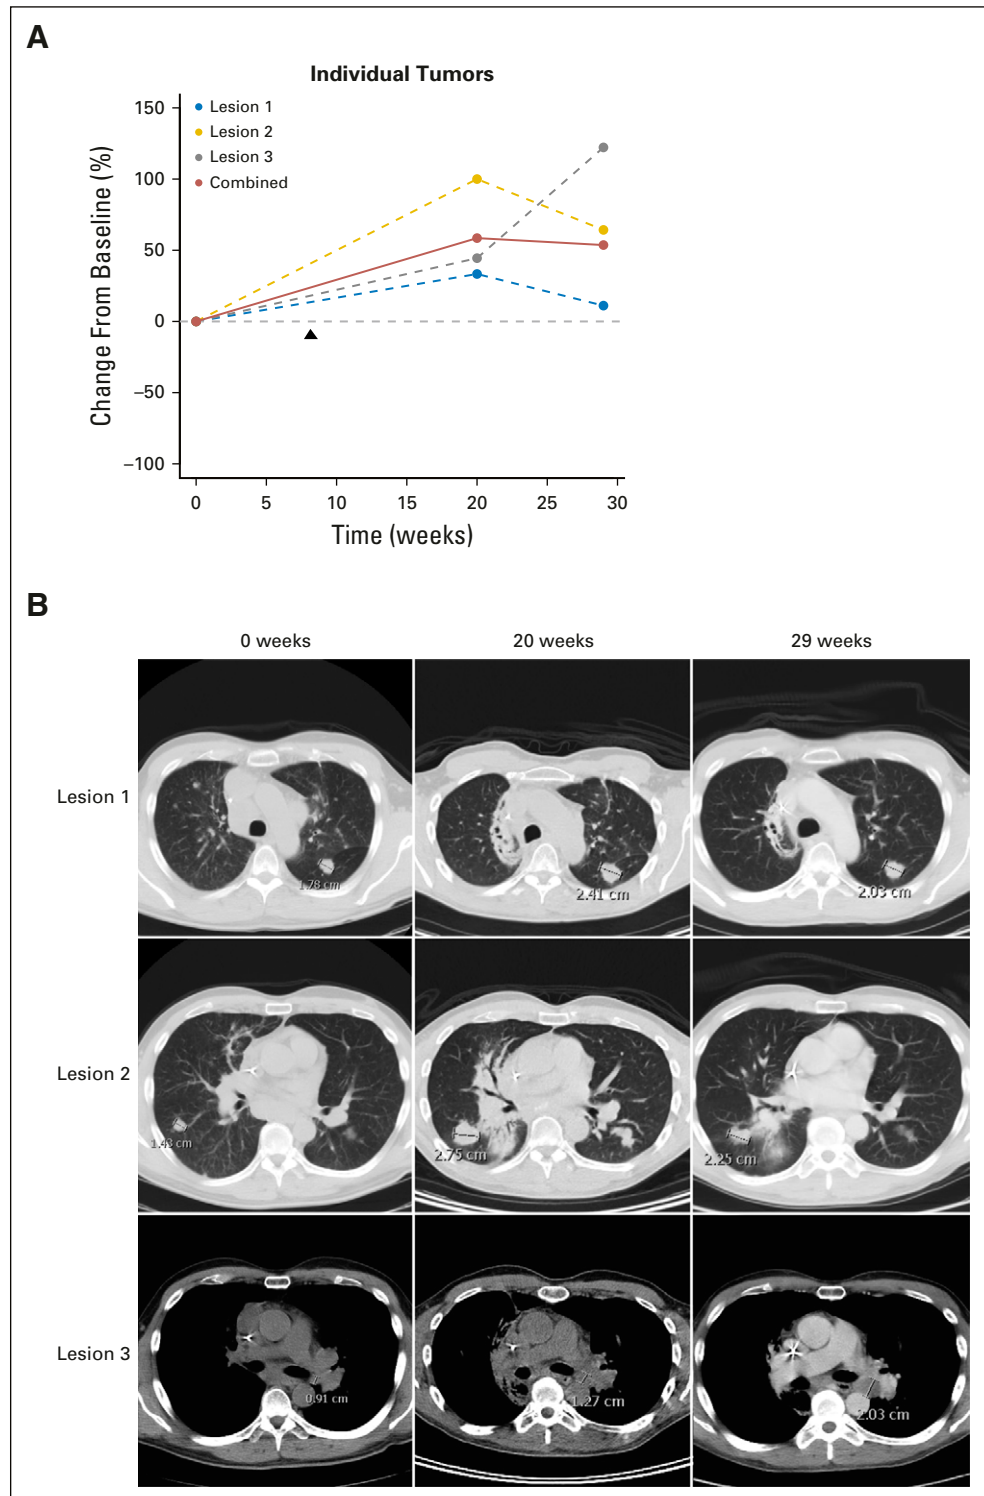 A
Individual Tumors
Lesion 1
Lesion 2
Lesion 3
Combined
Change From Baseline (%)
150
100
50
0
−50
−100
0 5 10 15 20 25 30
Time (weeks)
B
0 weeks 20 weeks 29 weeks
Lesion 1
1.78 cm 2.41 cm 2.03 cm
Lesion 2
1.43 cm 2.75 cm 2.25 cm
Lesion 3
0.91 cm 1.27 cm 2.03 cm